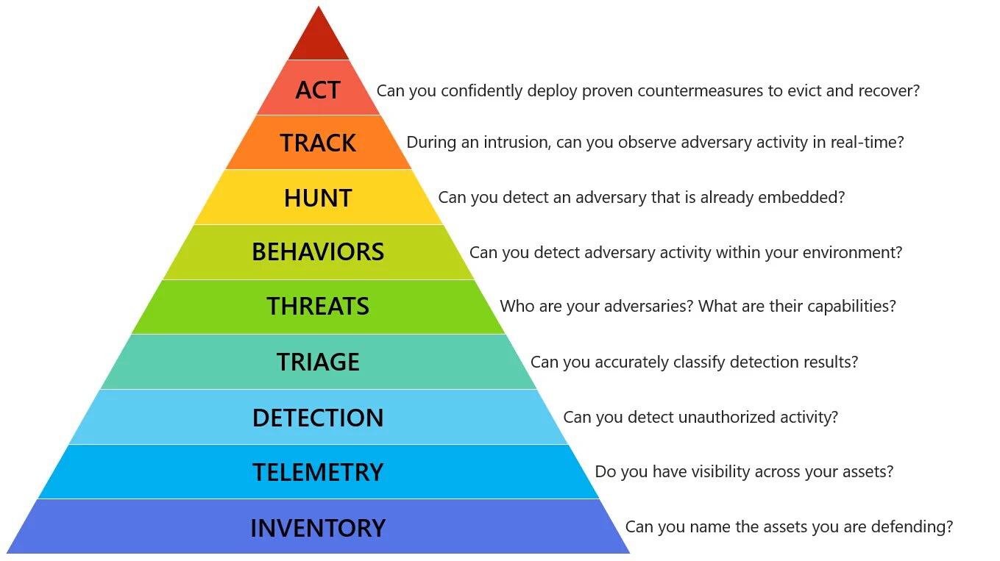 ACT Can you confidently deploy proven countermeasures to evict and recover?
TRACK During an intrusion, can you observe adversary activity in real-time?
HUNT Can you detect an adversary that is already embedded?
BEHAVIORS Can you detect adversary activity within your environment?
THREATS Who are your adversaries? What are their capabilities?
TRIAGE Can you accurately classify detection results?
DETECTION Can you detect unauthorized activity?
TELEMETRY Do you have visibility across your assets?
INVENTORY Can you name the assets you are defending?